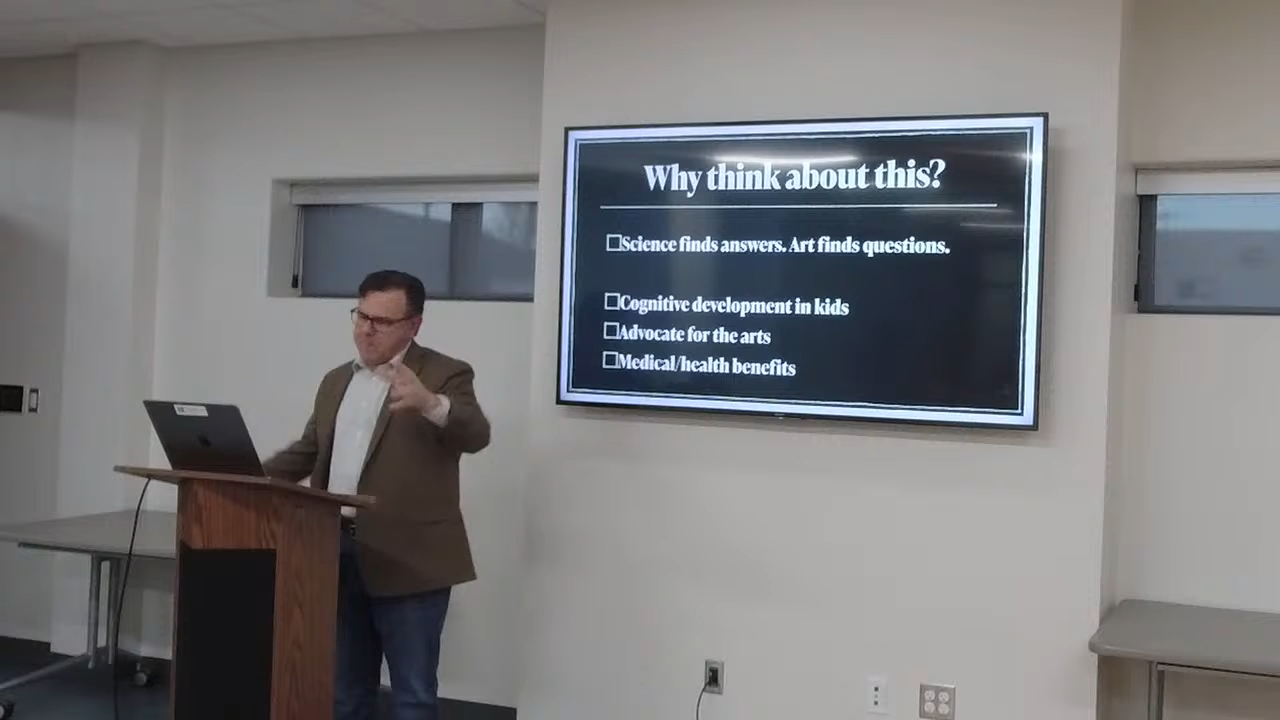 Why think about this?
☐Science finds answers. Art finds questions.
☐Cognitive development in kids
☐Advocate for the arts
☐Medical/health benefits